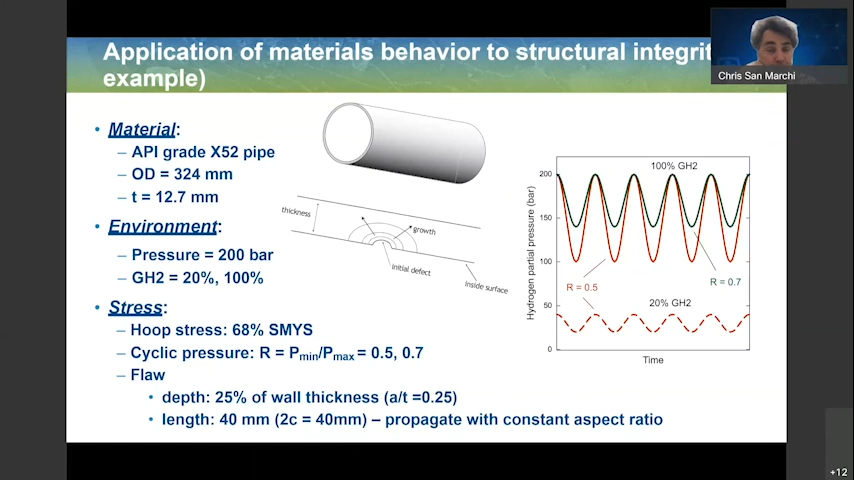 Application of materials behavior to structural integrit
example)
Chris San Marchi
• Material:
– API grade X52 pipe
– OD = 324 mm
– t = 12.7 mm
• Environment:
– Pressure = 200 bar
– GH2 = 20%, 100%
• Stress:
– Hoop stress: 68% SMYS
– Cyclic pressure: R = Pmin/Pmax = 0.5, 0.7
– Flaw
• depth: 25% of wall thickness (a/t =0.25)
• length: 40 mm (2c = 40mm) – propagate with constant aspect ratio
thickness
growth
initial defect
inside surface
Hydrogen partial pressure (bar)
200
150
100
50
0
100% GH2
R = 0.5
R = 0.7
20% GH2
Time
+12